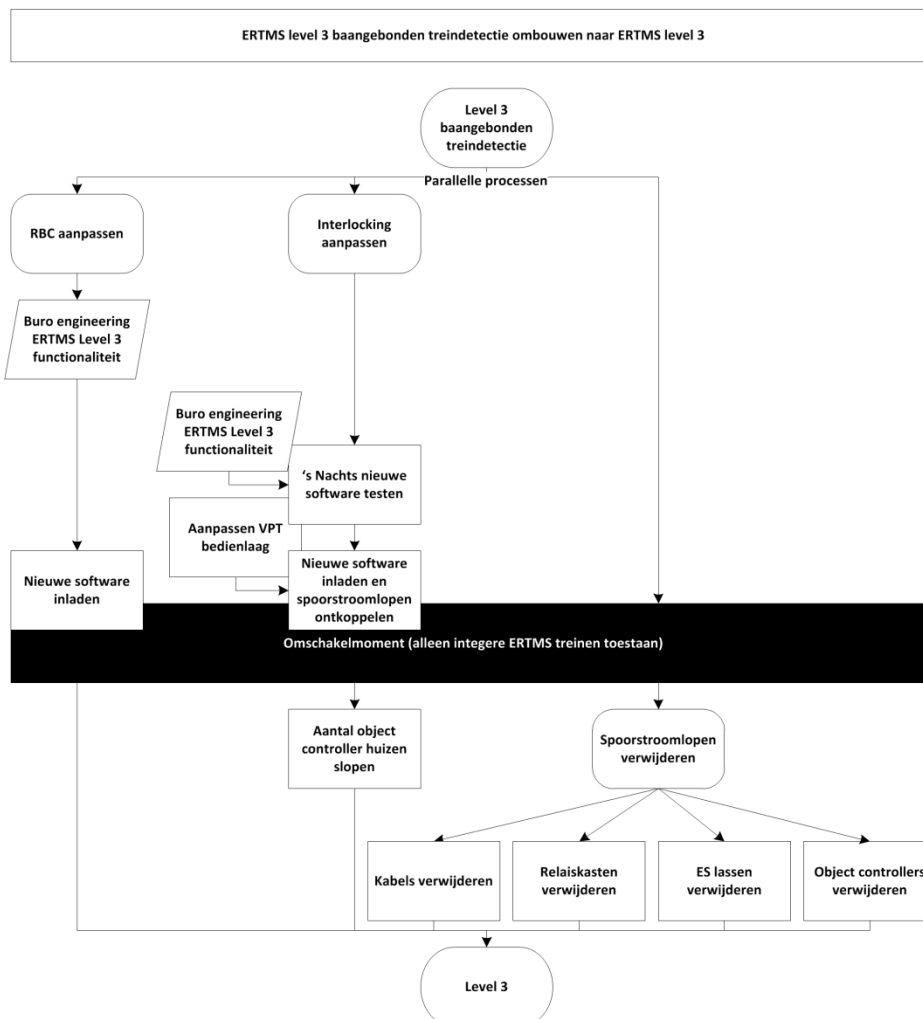 ERTMS level 3 baangebonden treindetectie ombouwen naar ERTMS level 3
Level 3
baangebonden
treindetectie
Parallelle processen
RBC aanpassen
Interlocking
aanpassen
Buro engineering
ERTMS Level 3
functionaliteit
Buro engineering
ERTMS Level 3
functionaliteit
‘s Nachts nieuwe
software testen
Aanpassen VPT
bedienlaag
Nieuwe software
inladen
Nieuwe software
inladen en
spoorstroomlopen
ontkoppelen
Omschakelmoment (alleen integere ERTMS treinen toestaan)
Aantal object
controller huizen
slopen
Spoorstroomlopen
verwijderen
Kabels verwijderen
Relaiskasten
verwijderen
ES lassen
verwijderen
Object controllers
verwijderen
Level 3